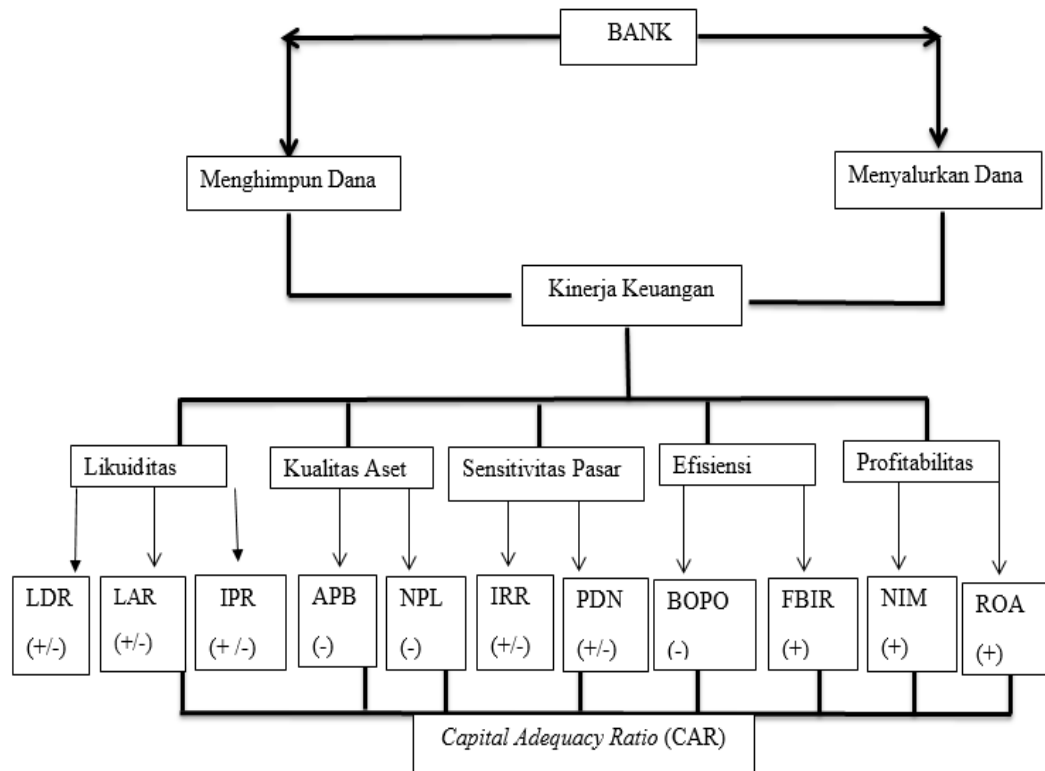 BANK
Menghimpun Dana
Menyalurkan Dana
Kinerja Keuangan
Likuiditas
Kualitas Aset
Sensitivitas Pasar
Efisiensi
Profitabilitas
LDR
(+/-)
LAR
(+/-)
IPR
(+ /-)
APB
(-)
NPL
(-)
IRR
(+/-)
PDN
(+/-)
BOPO
(-)
FBIR
(+)
NIM
(+)
ROA
(+)
Capital Adequacy Ratio (CAR)